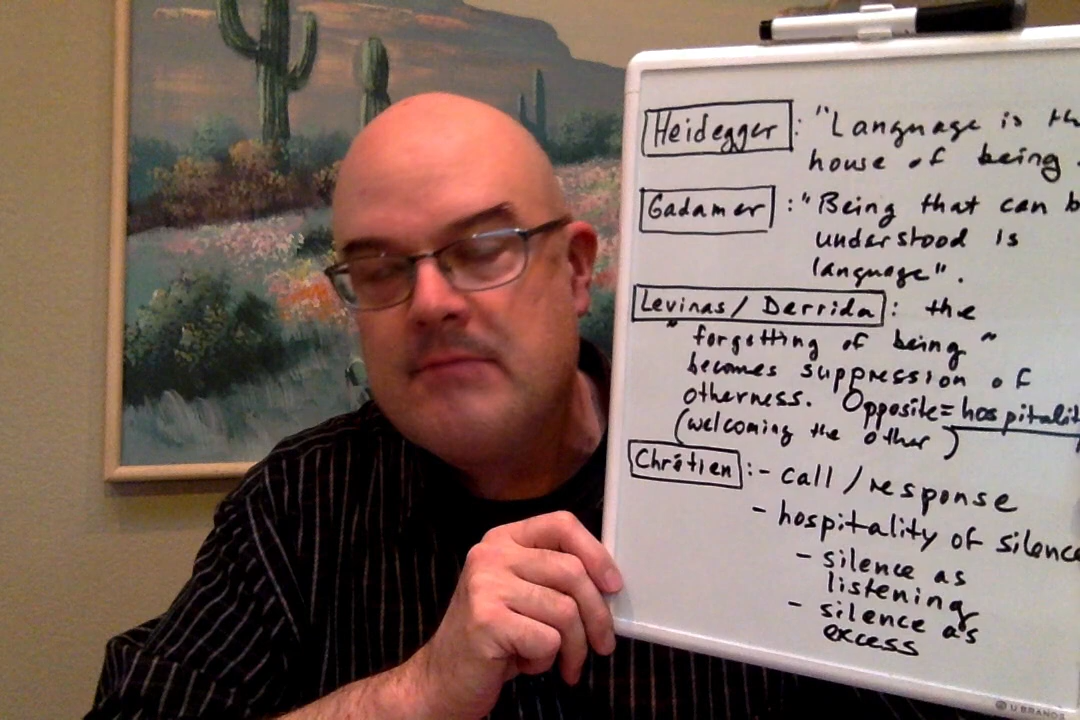 Heidegger: "Language is th
house of being.
Gadamer: "Being that can b
understood is
language".
Levinas/Derrida: the
"forgetting of being"
becomes suppression of
otherness. Opposite=hospitalit
(welcoming the other)
Chrétien: - call/response
- hospitality of silence
- silence as
listening
- silence as
excess
U BRANDS